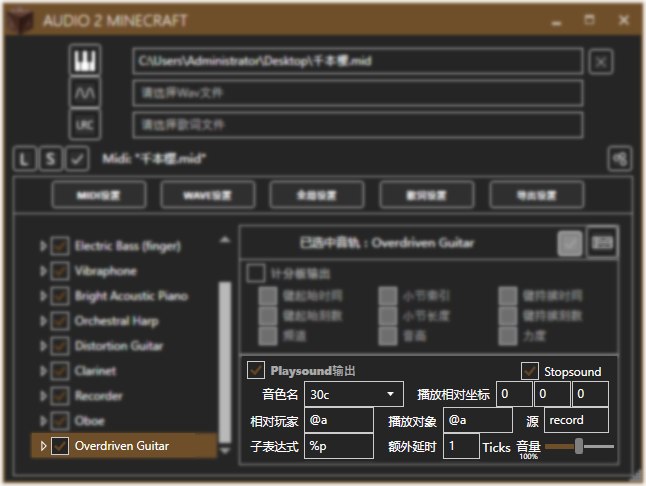 AUDIO 2 MINECRAFT
C:\Users\Administrator\Desktop\千本樱.mid
请选择Wav文件
LRC 请选择歌词文件
L S Midi: "千本樱.mid"
MIDI设置 WAVE设置 全局设置 歌词设置 导出设置
已选中音轨：Overdriven Guitar
Electric Bass (finger)
计分板输出
Vibraphone
键起始时间 小节索引 键持续时间
Bright Acoustic Piano
键起始刻数 小节长度 键持续刻数
Orchestral Harp
频道 音高 力度
Distortion Guitar
Playsound输出 Stopsound
Clarinet
音色名 30c 播放相对坐标 0 0 0
Recorder
相对玩家 @a 播放对象 @a 源 record
Oboe
子表达式 %p 额外延时 1 Ticks 音量
Overdriven Guitar
100%